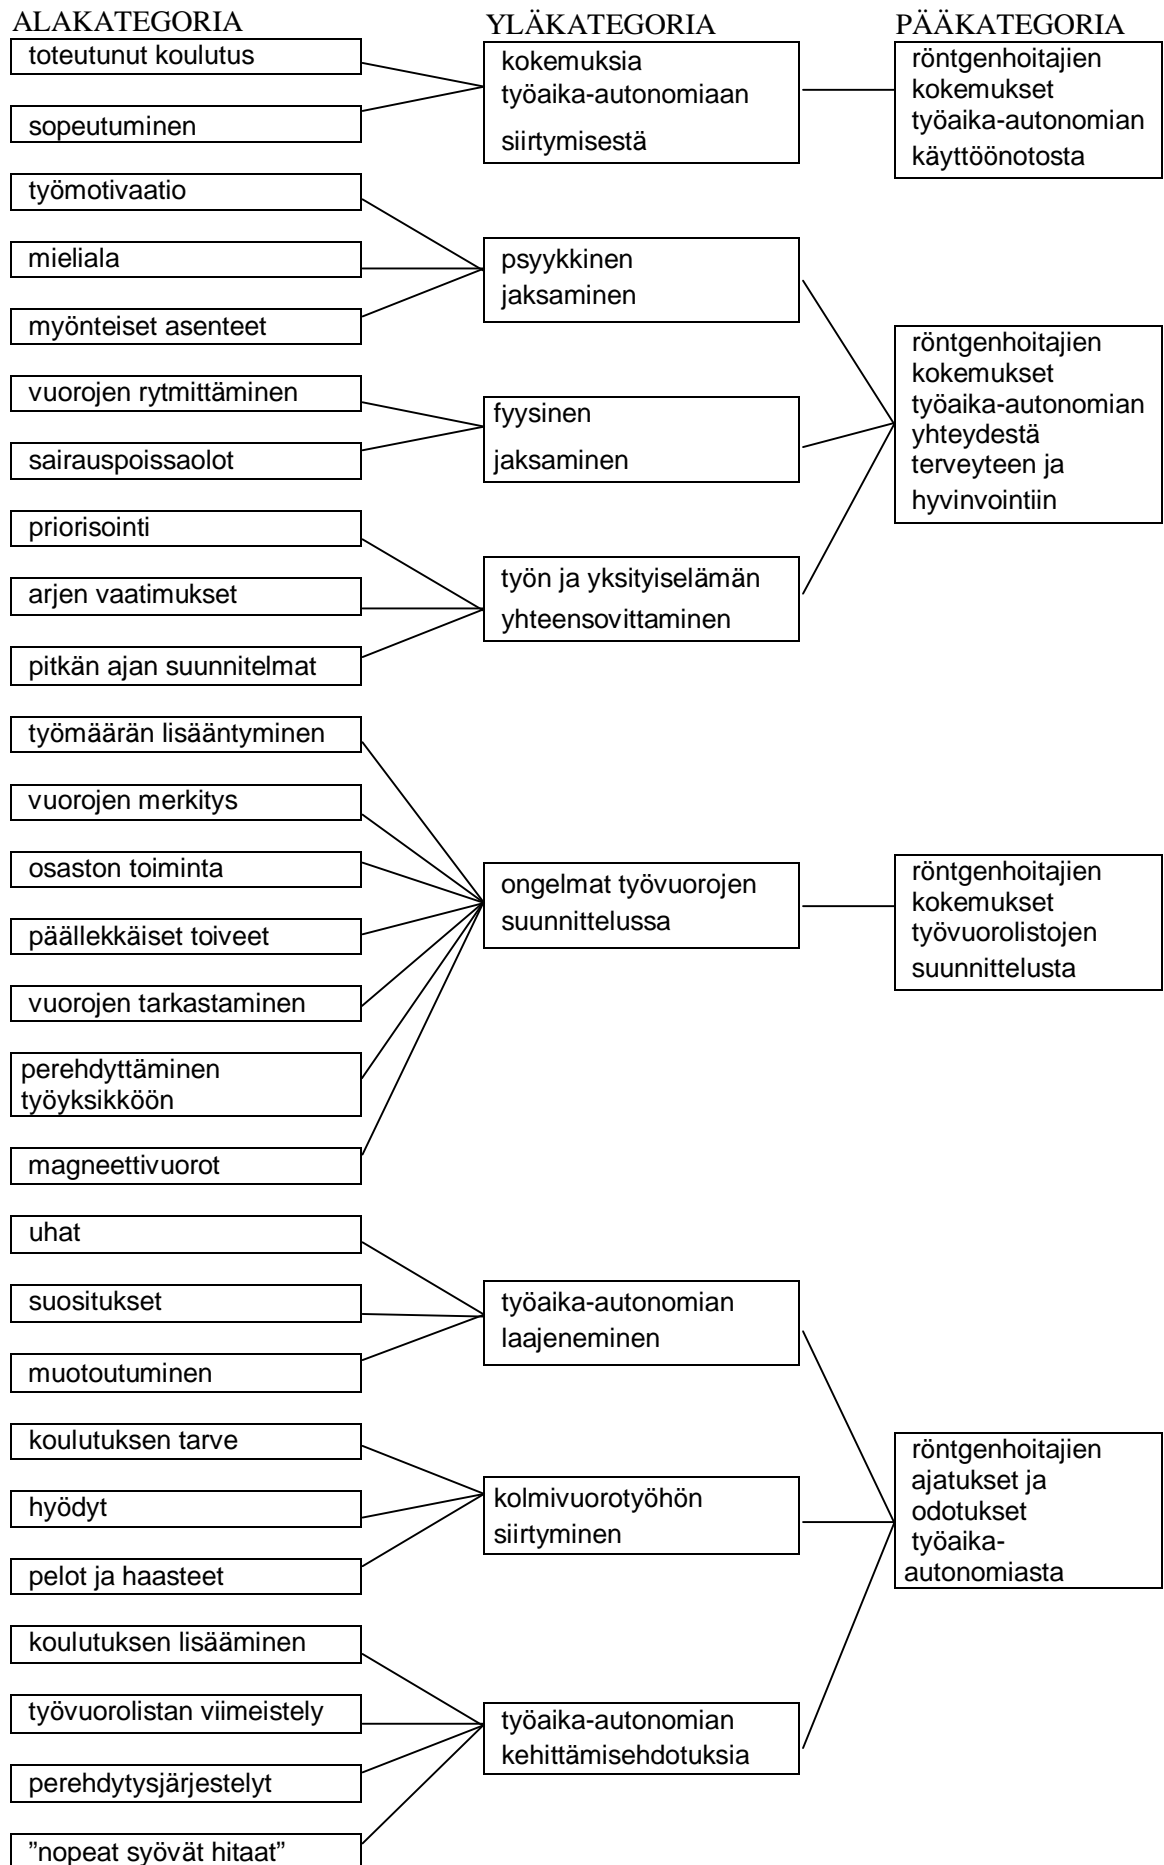 ALAKATEGORIA
toteutunut koulutus
sopeutuminen
työmotivaatio
mieliala
myönteiset asenteet
vuorojen rytmittäminen
sairauspoissaolot
priorisointi
arjen vaatimukset
pitkän ajan suunnitelmat
työmäärän lisääntyminen
vuorojen merkitys
osaston toiminta
päällekkäiset toiveet
vuorojen tarkastaminen
perehdyttäminen
työyksikköön
magneettivuorot
uhat
suositukset
muotoutuminen
koulutuksen tarve
hyödyt
pelot ja haasteet
koulutuksen lisääminen
työvuorolistan viimeistely
perehdytysjärjestelyt
”nopeat syövät hitaat”
YLÄKATEGORIA
kokemuksia
työaika-autonomiaan
siirtymisestä
psyykkinen
jaksaminen
fyysinen
jaksaminen
työn ja yksityiselämän
yhteensovittaminen
ongelmat työvuorojen
suunnittelussa
työaika-autonomian
laajeneminen
kolmivuorotyöhön
siirtyminen
työaika-autonomian
kehittämisehdotuksia
PÄÄKATEGORIA
röntgenhoitajien
kokemukset
työaika-autonomian
käyttöönotosta
röntgenhoitajien
kokemukset
työaika-autonomian
yhteydestä
terveyteen ja
hyvinvointiin
röntgenhoitajien
kokemukset
työvuorolistojen
suunnittelusta
röntgenhoitajien
ajatukset ja
odotukset
työaika-
autonomiasta